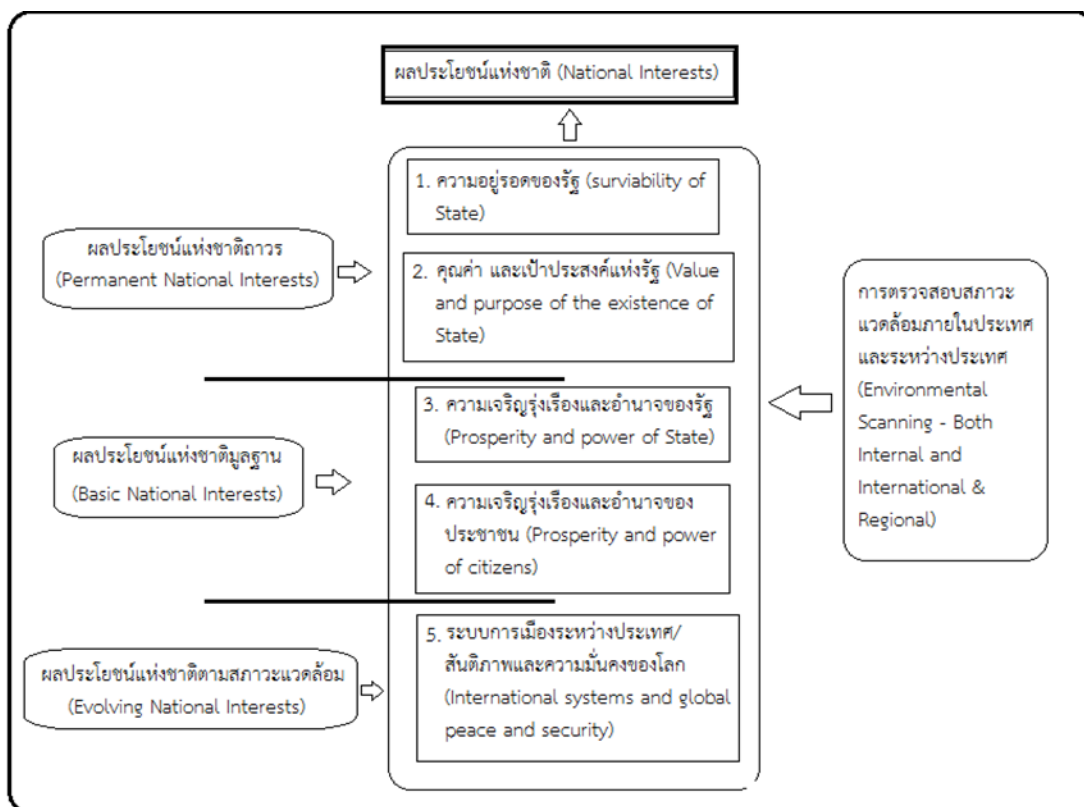 ผลประโยชน์แห่งชาติ (National Interests)
1. ความอยู่รอดของรัฐ (surviability of
State)
ผลประโยชน์แห่งชาติถาวร
(Permanent National Interests)
2. คุณค่า และเป้าประสงค์แห่งรัฐ (Value
and purpose of the existence of
State)
3. ความเจริญรุ่งเรืองและอำนาจของรัฐ
(Prosperity and power of State)
ผลประโยชน์แห่งชาติมูลฐาน
(Basic National Interests)
4. ความเจริญรุ่งเรืองและอำนาจของ
ประชาชน (Prosperity and power
of citizens)
5. ระบบการเมืองระหว่างประเทศ/
สันติภาพและความมั่นคงของโลก
(International systems and global
peace and security)
ผลประโยชน์แห่งชาติตามสภาวะแวดล้อม
(Evolving National Interests)
การตรวจสอบสภาวะ
แวดล้อมภายในประเทศ
และระหว่างประเทศ
(Environmental
Scanning - Both
Internal and
International &
Regional)